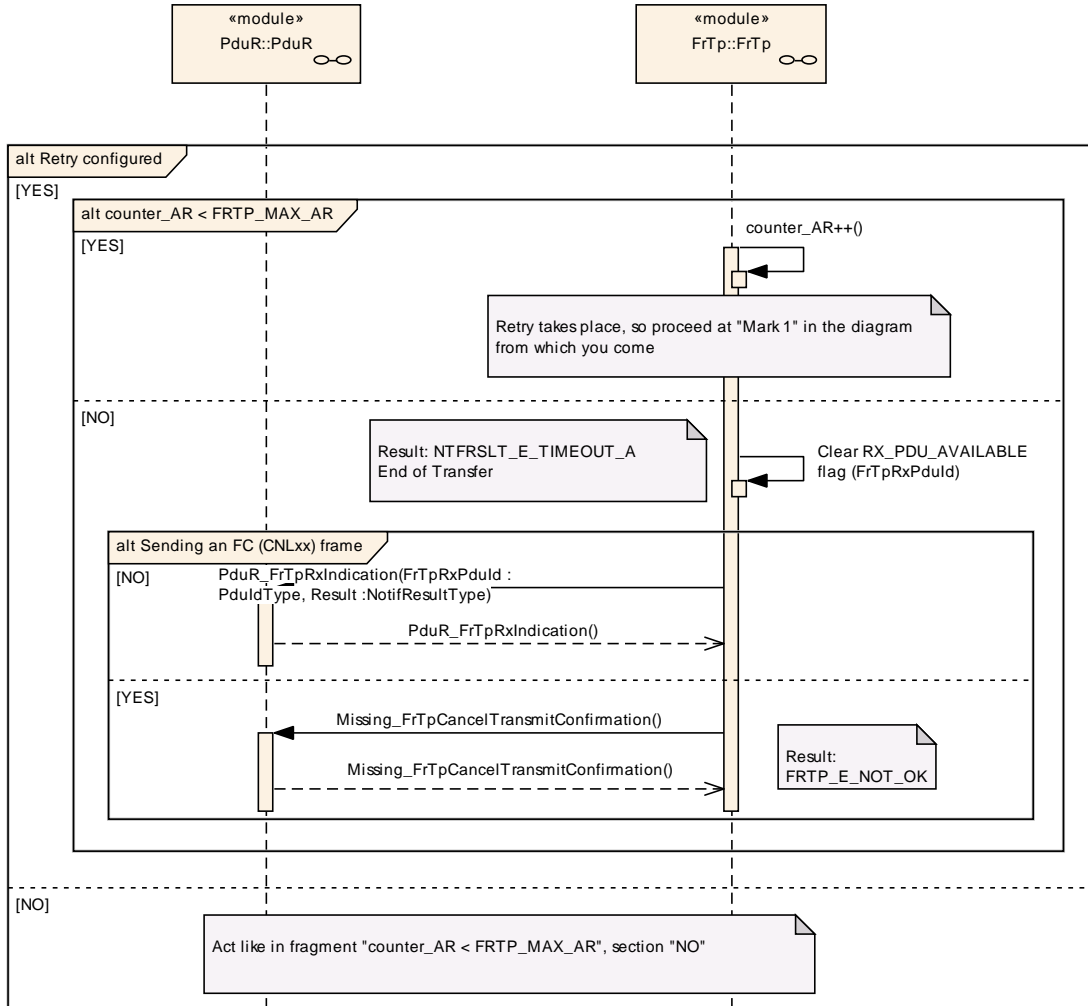 «module»
PduR::PduR
«module»
FrTp::FrTp
alt Retry configured
[YES]
alt counter_AR < FRTP_MAX_AR
[YES]
counter_AR++()
Retry takes place, so proceed at "Mark 1" in the diagram
from which you come
[NO]
Result: NTFRSLT_E_TIMEOUT_A
End of Transfer
Clear RX_PDU_AVAILABLE
flag (FrTpRxPduId)
alt Sending an FC (CNLxx) frame
[NO]
PduR_FrTpRxIndication(FrTpRxPduId :
PduIdType, Result :NotifResultType)
PduR_FrTpRxIndication()
[YES]
Missing_FrTpCancelTransmitConfirmation()
Result:
FRTP_E_NOT_OK
Missing_FrTpCancelTransmitConfirmation()
[NO]
Act like in fragment "counter_AR < FRTP_MAX_AR", section "NO"